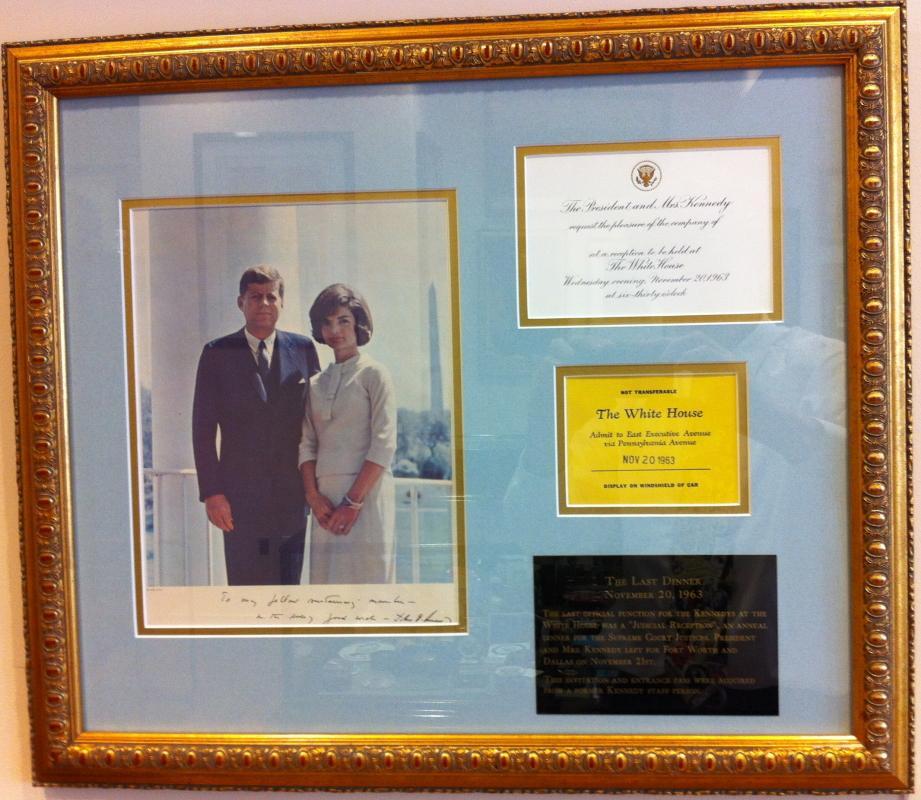 The President and Mrs. Kennedy
request the pleasure of the company of
at a reception to be held at
The White House
Wednesday evening, November 20, 1963
at six-thirty o'clock
NOT TRANSFERABLE
The White House
Admit to East Executive Avenue
via Pennsylvania Avenue
NOV 20 1963
DISPLAY ON WINDSHIELD OF CAR
To my fellow
good
THE LAST DINNER
NOVEMBER 20, 1963
THE LAST OFFICIAL FUNCTION FOR THE KENNEDYS AT THE
WHITE HOUSE WAS A "JUDICIAL RECEPTION", AN ANNUAL
DINNER FOR THE SUPREME COURT JUSTICES. PRESIDENT
AND MRS. KENNEDY LEFT FOR FORT WORTH AND
DALLAS ON NOVEMBER 21ST.
THIS INVITATION AND ENTRANCE PASS WERE ACQUIRED
FROM A FORMER KENNEDY STAFF PERSON.